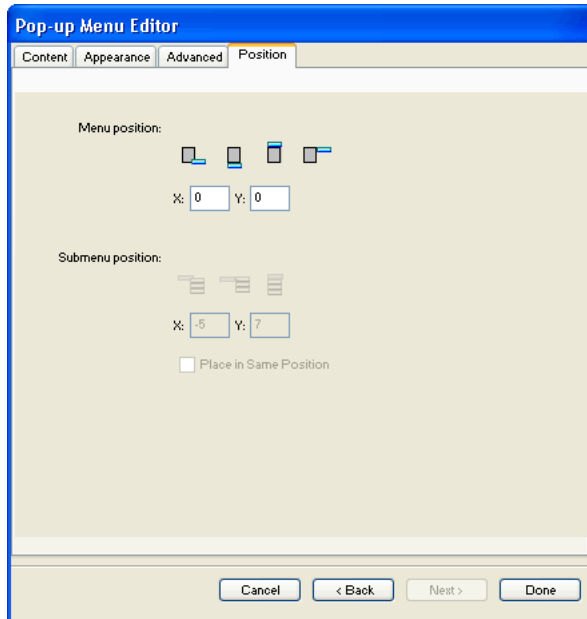 Pop-up Menu Editor
Content Appearance Advanced Position
Menu position:
X: 0 Y: 0
Submenu position:
X: -5 Y: 7
Place in Same Position
Cancel < Back Next > Done